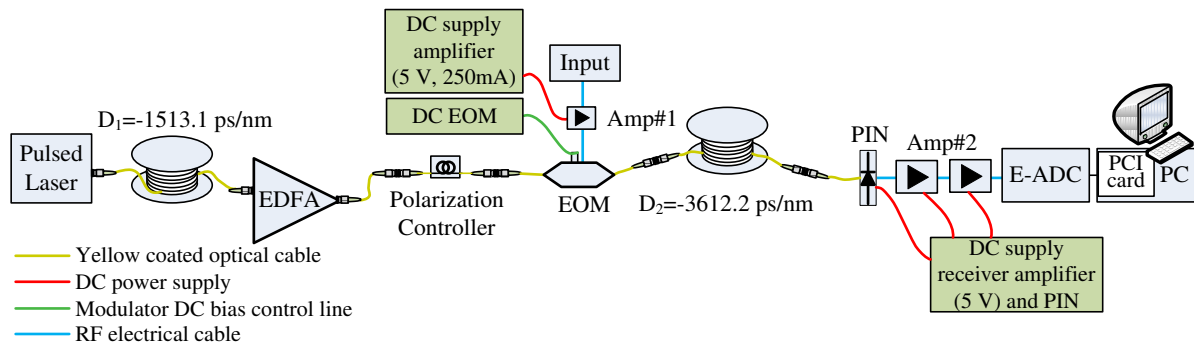 DC supply
amplifier
(5 V, 250mA)
Input
D₁=-1513.1 ps/nm
DC EOM
Amp#1
Pulsed
Laser
EDFA
Polarization
Controller
EOM
D₂=-3612.2 ps/nm
PIN
Amp#2
E-ADC
PCI
card
PC
Yellow coated optical cable
DC power supply
Modulator DC bias control line
RF electrical cable
DC supply
receiver amplifier
(5 V) and PIN